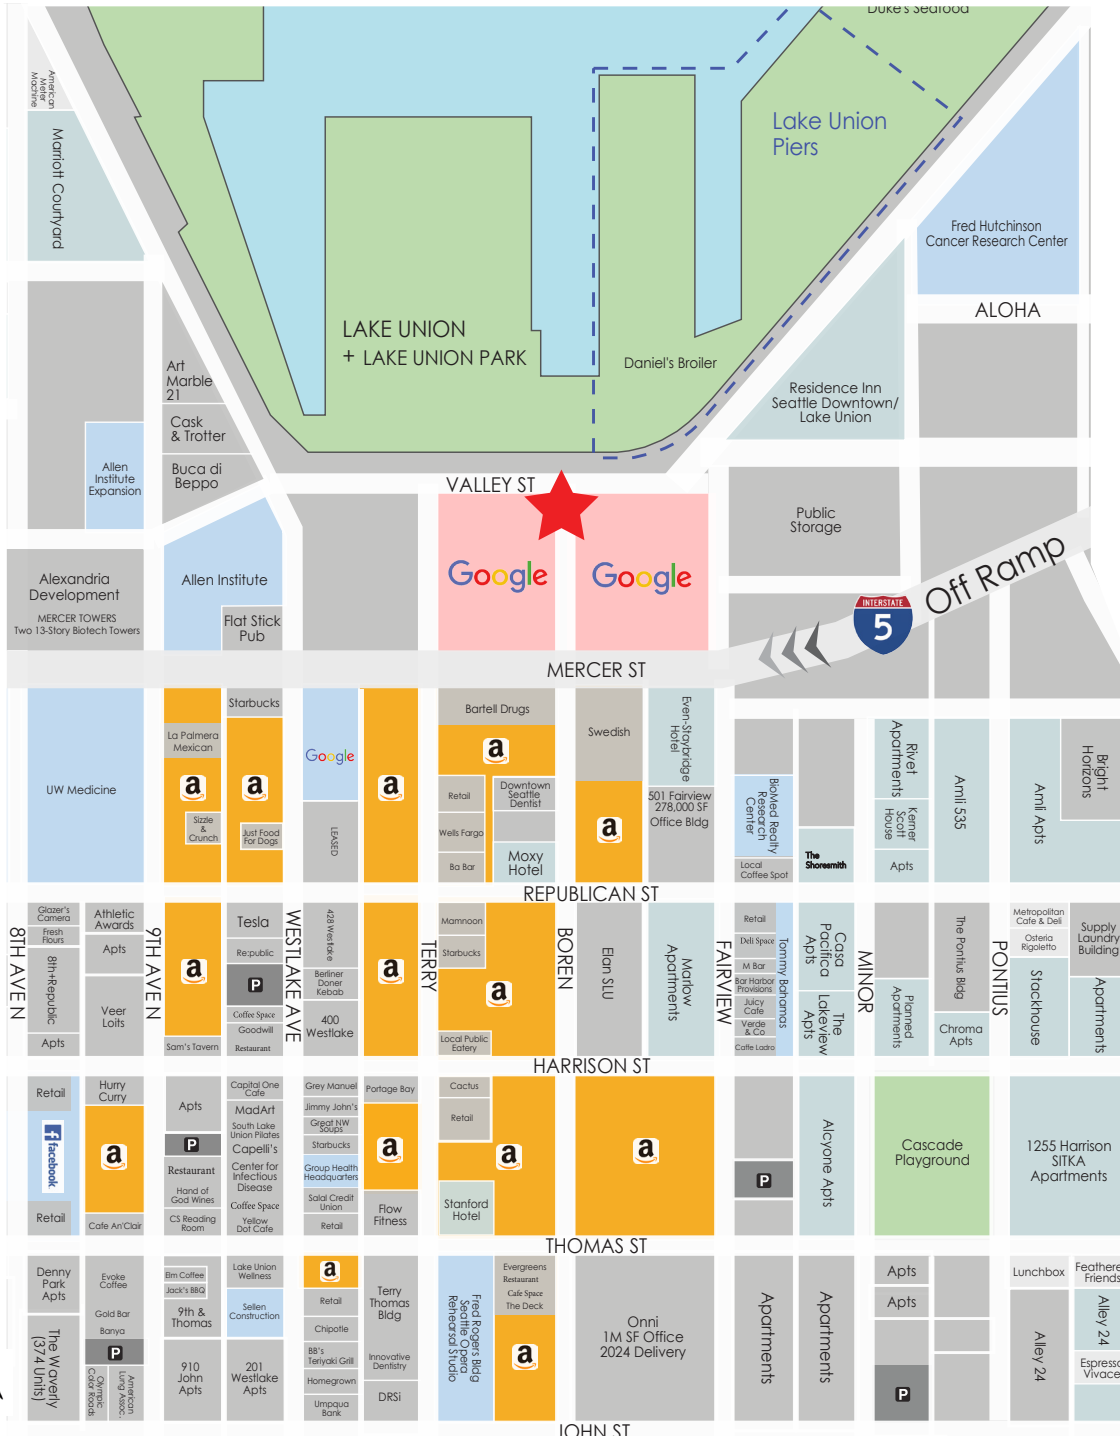 Duke's Seafood
American
Meter
Machine
Marriott Courtyard
Lake Union
Piers
Fred Hutchinson
Cancer Research Center
ALOHA
LAKE UNION
+ LAKE UNION PARK
Daniel's Broiler
Residence Inn
Seattle Downtown/
Lake Union
Art
Marble
21
Cask
& Trotter
Buca di
Beppo
Allen
Institute
Expansion
VALLEY ST
Public
Storage
Alexandria
Development
MERCER TOWERS
Two 13-Story Biotech Towers
Allen Institute
Flat Stick
Pub
Google
Google
Off Ramp
INTERSTATE
5
MERCER ST
UW Medicine
La Palmera
Mexican
a
Sizzle
&
Crunch
Starbucks
a
Just Food
For Dogs
Google
LEASED
a
Bartell Drugs
a
Retail
Wells Fargo
Ba Bar
Downtown
Seattle
Dentist
Moxy
Hotel
Swedish
a
Even-Staybridge
Hotel
501 Fairview
278,000 SF
Office Bldg
BioMed Realty
Research
Center
Local
Coffee Spot
The
Shoresmith
Rivet
Apartments
Kerner
Scott
House
Apts
Amli 535
Amli Apts
Bright
Horizons
REPUBLICAN ST
8TH AVE N
9TH AVE N
WESTLAKE AVE
TERRY
BOREN
FAIRVIEW
MINOR
PONTIUS
Glazer's
Camera
Fresh
Flours
8th+Republic
Apts
Athletic
Awards
Apts
Veer
Loits
a
Sam's Tavern
Tesla
Re:public
P
Coffee Space
Goodwill
Restaurant
428 Westlake
Berliner
Doner
Kebab
400
Westlake
a
Mamnoon
Starbucks
a
Local Public
Eatery
Elan SLU
Marlow
Apartments
Retail
Deli Space
M Bar
Bar Harbor
Provisions
Juicy
Cafe
Verde
& Co
Caffe Ladro
Tommy Bahamas
Casa
Pacifica
Apts
The
Lakeview
Apts
Planned
Apartments
The Pontius Bldg
Chroma
Apts
Metropolitan
Cafe & Deli
Osteria
Rigoletto
Stackhouse
Supply
Laundry
Building
Apartments
HARRISON ST
Retail
facebook
Retail
Hurry
Curry
a
Cafe An'Clair
Apts
P
Restaurant
Hand of
God Wines
CS Reading
Room
Capital One
Cafe
MadArt
South Lake
Union Pilates
Capelli's
Center for
Infectious
Disease
Coffee Space
Yellow
Dot Cafe
Grey Manuel
Jimmy John's
Great NW
Soups
Starbucks
Group Health
Headquarters
Salal Credit
Union
Retail
Portage Bay
a
Flow
Fitness
Cactus
Retail
a
Stanford
Hotel
a
P
Alcyone Apts
Cascade
Playground
1255 Harrison
SITKA
Apartments
THOMAS ST
Denny
Park
Apts
The Waverly
(374 Units)
Evoke
Coffee
Gold Bar
Banya
P
Olympic
Color Roads
American
Lung Assoc.
Elm Coffee
Jack's BBQ
9th &
Thomas
910
John
Apts
Lake Union
Wellness
Sellen
Construction
201
Westlake
Apts
a
Retail
Chipotle
BB's
Teriyaki Grill
Homegrown
Umpqua
Bank
Terry
Thomas
Bldg
Innovative
Dentistry
DRSi
Fred Rogers Bldg
Seattle Opera
Rehearsal Studio
Evergreens
Restaurant
Cafe Space
The Deck
a
Onni
1M SF Office
2024 Delivery
Apartments
Apartments
Apts
Apts
P
Lunchbox
Alley 24
Feathered
Friends
Alley 24
Espresso
Vivace
JOHN ST